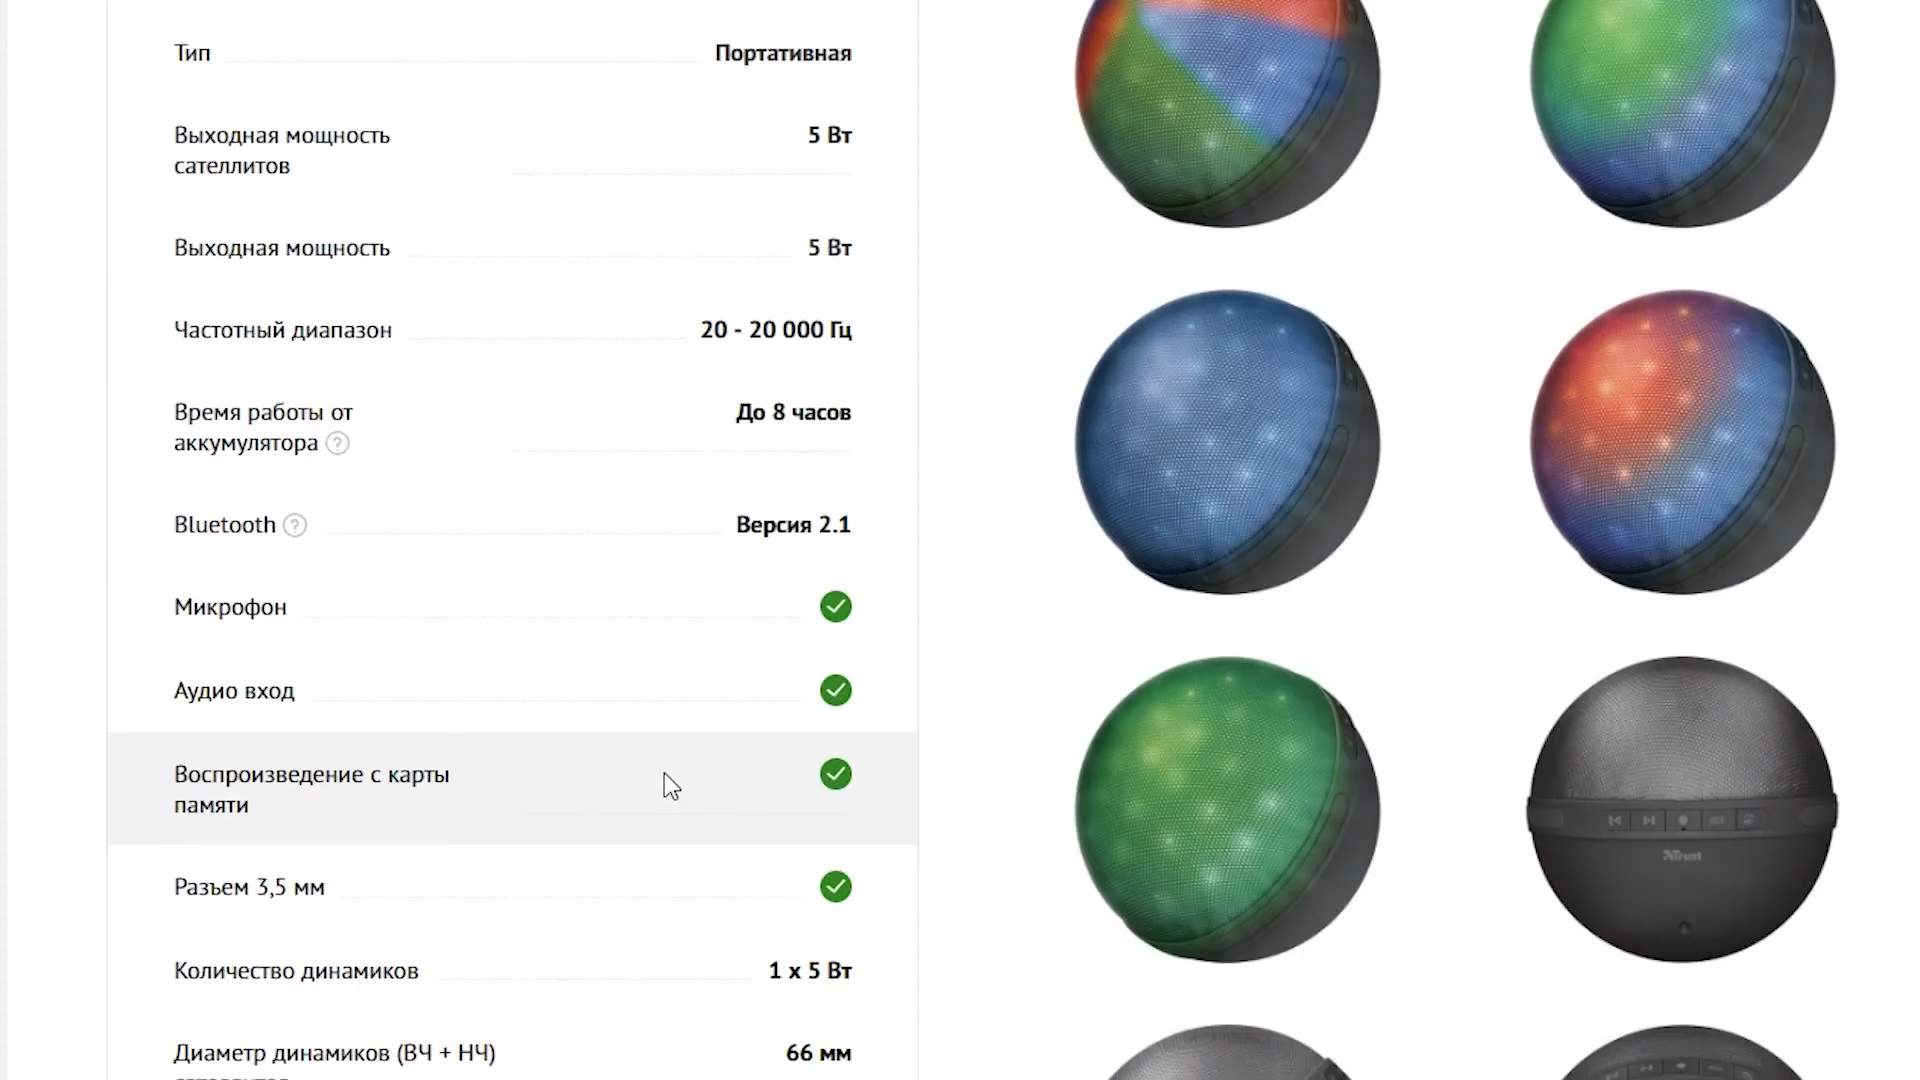 Тип Портативная
Выходная мощность 5 Вт
сателлитов
Выходная мощность 5 Вт
Частотный диапазон 20 - 20 000 Гц
Время работы от До 8 часов
аккумулятора ?
Bluetooth ? Версия 2.1
Микрофон
Аудио вход
Воспроизведение с карты
памяти
Разъем 3,5 мм
Количество динамиков 1 x 5 Вт
Диаметр динамиков (ВЧ + НЧ) 66 мм
Trust